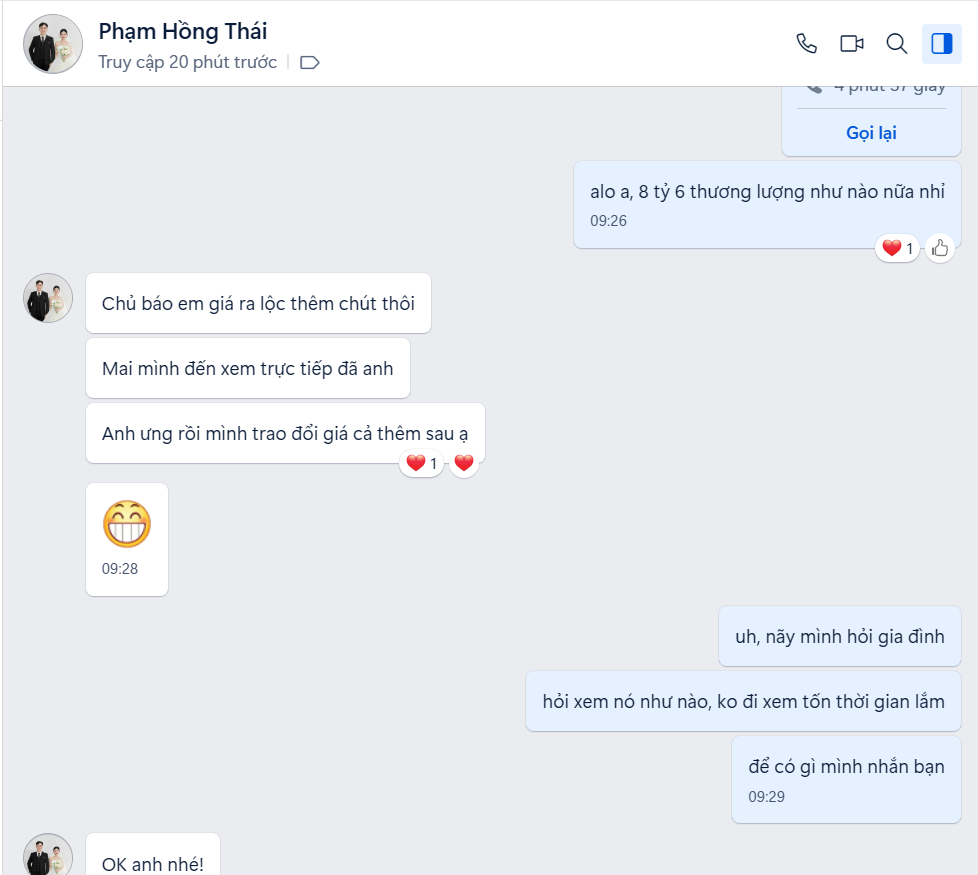 Phạm Hồng Thái
Truy cập 20 phút trước
4 phút 57 giây
Gọi lại
alo a, 8 tỷ 6 thương lượng như nào nữa nhỉ
09:26
1
Chủ báo em giá ra lộc thêm chút thôi
Mai mình đến xem trực tiếp đã anh
Anh ưng rồi mình trao đổi giá cả thêm sau ạ
1
09:28
uh, nãy mình hỏi gia đình
hỏi xem nó như nào, ko đi xem tốn thời gian lắm
để có gì mình nhắn bạn
09:29
OK anh nhé!